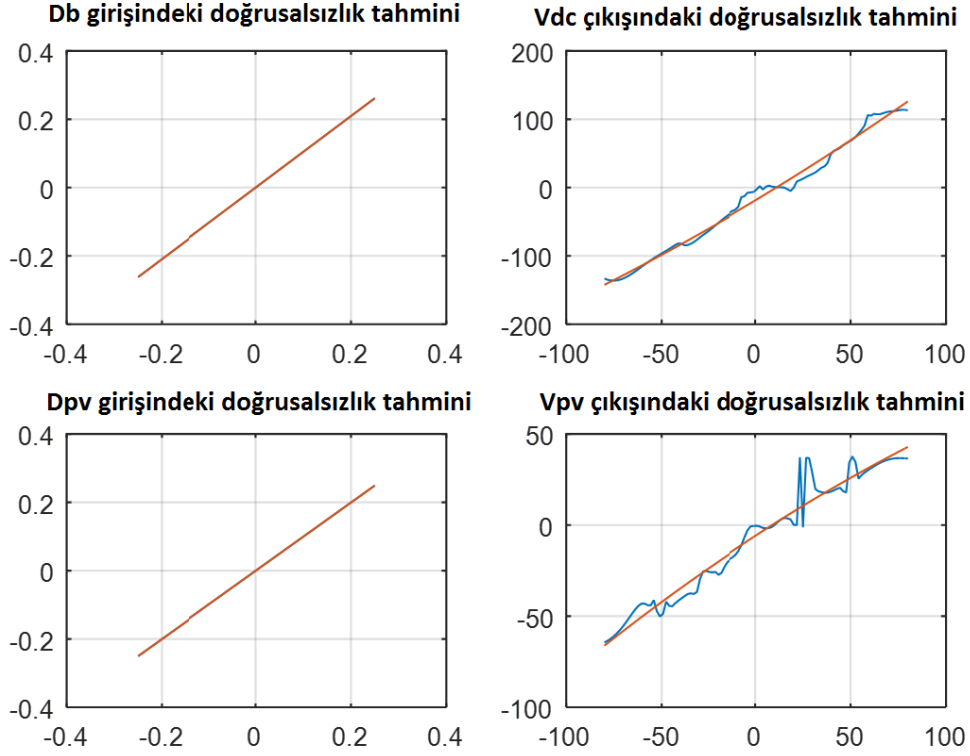 Db girişindeki doğrusalsızlık tahmini
0.4
0.2
0
-0.2
-0.4
-0.4 -0.2 0 0.2 0.4
Vdc çıkışındaki doğrusalsızlık tahmini
200
100
0
-100
-200
-100 -50 0 50 100
Dpv girişindeki doğrusalsızlık tahmini
0.4
0.2
0
-0.2
-0.4
-0.4 -0.2 0 0.2 0.4
Vpv çıkışındaki doğrusalsızlık tahmini
50
0
-50
-100
-100 -50 0 50 100